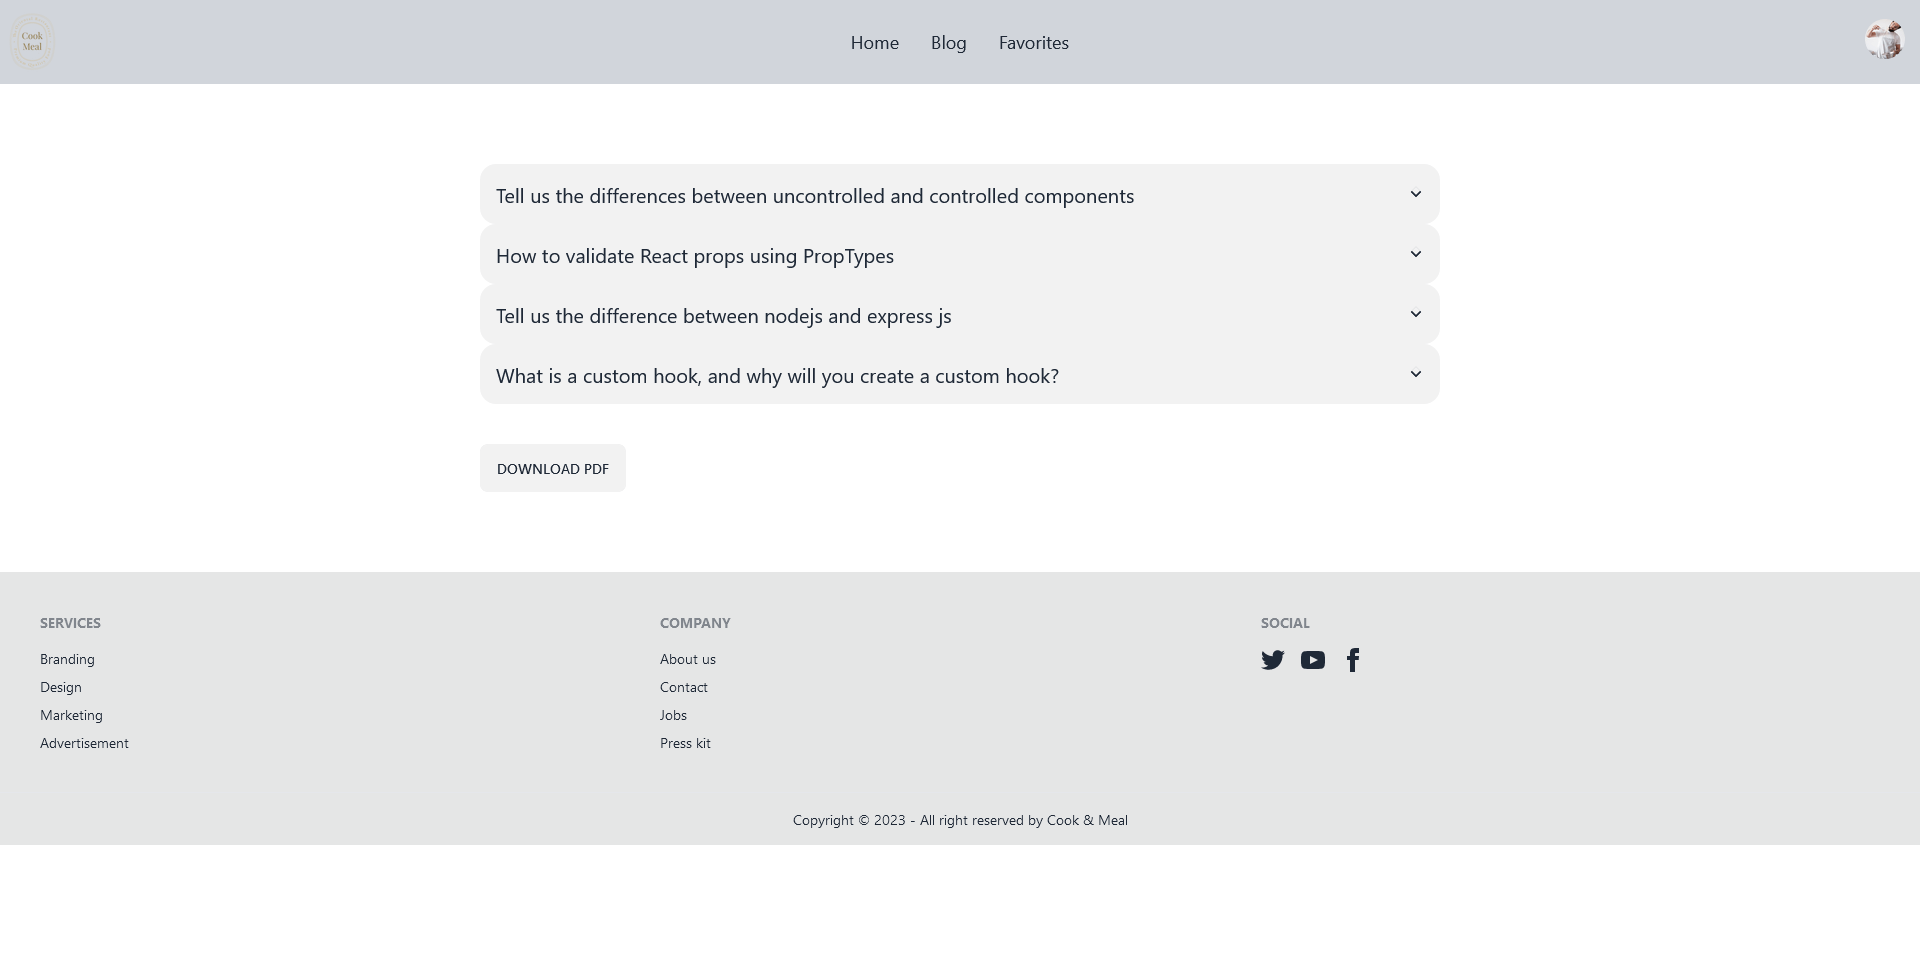 Cook
Meal
Home
Blog
Favorites
Tell us the differences between uncontrolled and controlled components
How to validate React props using PropTypes
Tell us the difference between nodejs and express js
What is a custom hook, and why will you create a custom hook?
DOWNLOAD PDF
SERVICES
Branding
Design
Marketing
Advertisement
COMPANY
About us
Contact
Jobs
Press kit
SOCIAL
Copyright © 2023 - All right reserved by Cook & Meal